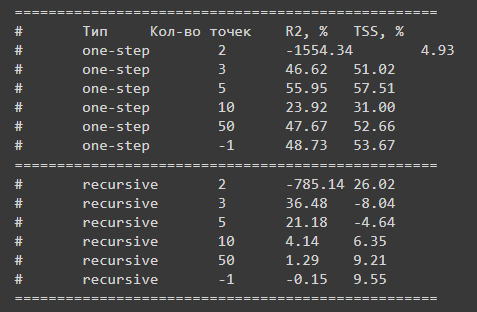 ==================================================
# Тип Кол-во точек R2, % TSS, %
# one-step 2 -1554.34 4.93
# one-step 3 46.62 51.02
# one-step 5 55.95 57.51
# one-step 10 23.92 31.00
# one-step 50 47.67 52.66
# one-step -1 48.73 53.67
==================================================
# recursive 2 -785.14 26.02
# recursive 3 36.48 -8.04
# recursive 5 21.18 -4.64
# recursive 10 4.14 6.35
# recursive 50 1.29 9.21
# recursive -1 -0.15 9.55
==================================================